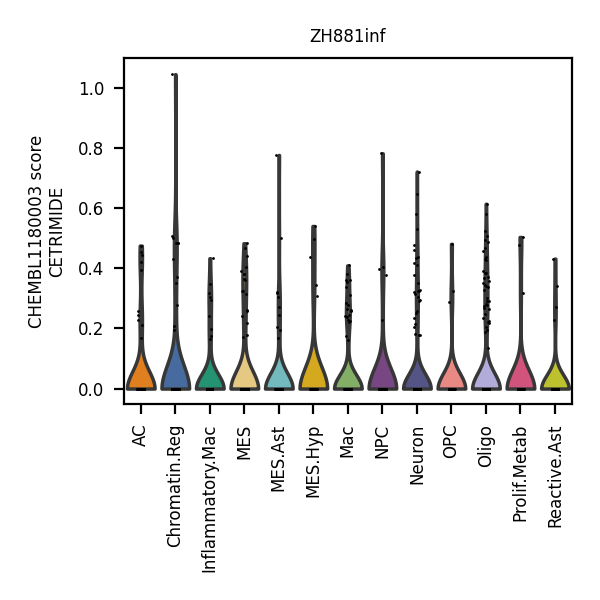 ZH881inf
CHEMBL1180003 score
CETRIMIDE
1.0
0.8
0.6
0.4
0.2
0.0
AC
Chromatin.Reg
Inflammatory.Mac
MES
MES.Ast
MES.Hyp
Mac
NPC
Neuron
OPC
Oligo
Prolif.Metab
Reactive.Ast